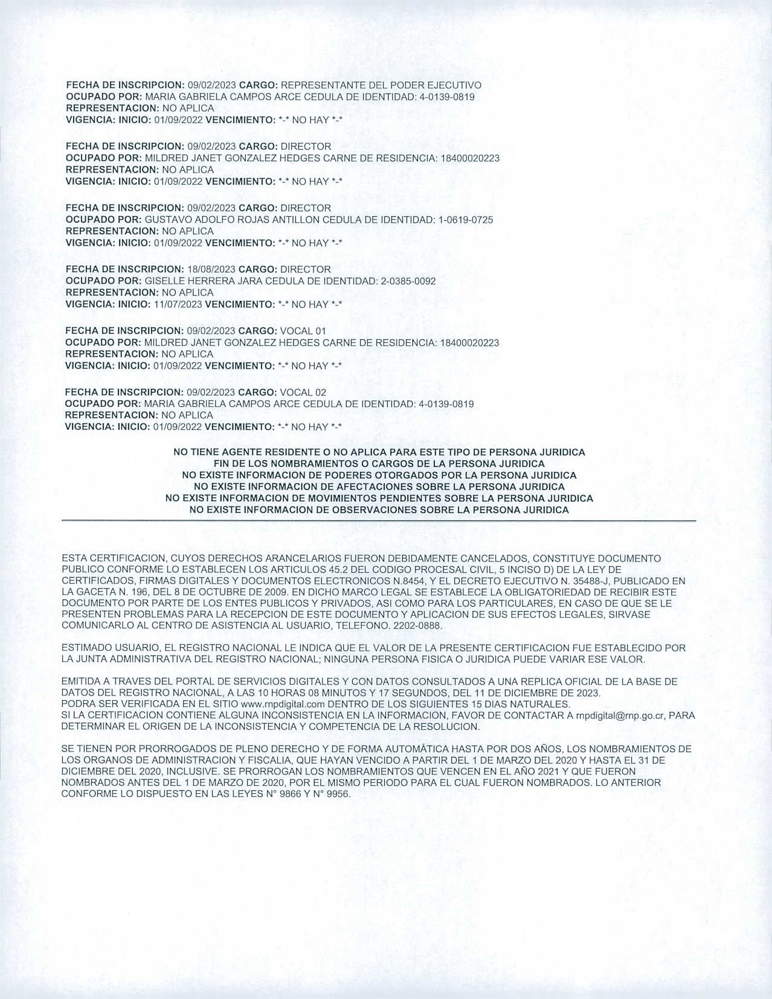 FECHA DE INSCRIPCION: 09/02/2023 CARGO: REPRESENTANTE DEL PODER EJECUTIVO
OCUPADO POR: MARIA GABRIELA CAMPOS ARCE CEDULA DE IDENTIDAD: 4-0139-0819
REPRESENTACION: NO APLICA
VIGENCIA: INICIO: 01/09/2022 VENCIMIENTO: *-* NO HAY *-*
FECHA DE INSCRIPCION: 09/02/2023 CARGO: DIRECTOR
OCUPADO POR: MILDRED JANET GONZALEZ HEDGES CARNE DE RESIDENCIA: 18400020223
REPRESENTACION: NO APLICA
VIGENCIA: INICIO: 01/09/2022 VENCIMIENTO: *-* NO HAY *-*
FECHA DE INSCRIPCION: 09/02/2023 CARGO: DIRECTOR
OCUPADO POR: GUSTAVO ADOLFO ROJAS ANTILLON CEDULA DE IDENTIDAD: 1-0619-0725
REPRESENTACION: NO APLICA
VIGENCIA: INICIO: 01/09/2022 VENCIMIENTO: *-* NO HAY *-*
FECHA DE INSCRIPCION: 18/08/2023 CARGO: DIRECTOR
OCUPADO POR: GISELLE HERRERA JARA CEDULA DE IDENTIDAD: 2-0385-0092
REPRESENTACION: NO APLICA
VIGENCIA: INICIO: 11/07/2023 VENCIMIENTO: *-* NO HAY *-*
FECHA DE INSCRIPCION: 09/02/2023 CARGO: VOCAL 01
OCUPADO POR: MILDRED JANET GONZALEZ HEDGES CARNE DE RESIDENCIA: 18400020223
REPRESENTACION: NO APLICA
VIGENCIA: INICIO: 01/09/2022 VENCIMIENTO: *-* NO HAY *-*
FECHA DE INSCRIPCION: 09/02/2023 CARGO: VOCAL 02
OCUPADO POR: MARIA GABRIELA CAMPOS ARCE CEDULA DE IDENTIDAD: 4-0139-0819
REPRESENTACION: NO APLICA
VIGENCIA: INICIO: 01/09/2022 VENCIMIENTO: *-* NO HAY *-*
NO TIENE AGENTE RESIDENTE O NO APLICA PARA ESTE TIPO DE PERSONA JURIDICA
FIN DE LOS NOMBRAMIENTOS O CARGOS DE LA PERSONA JURIDICA
NO EXISTE INFORMACION DE PODERES OTORGADOS POR LA PERSONA JURIDICA
NO EXISTE INFORMACION DE AFECTACIONES SOBRE LA PERSONA JURIDICA
NO EXISTE INFORMACION DE MOVIMIENTOS PENDIENTES SOBRE LA PERSONA JURIDICA
NO EXISTE INFORMACION DE OBSERVACIONES SOBRE LA PERSONA JURIDICA
ESTA CERTIFICACION, CUYOS DERECHOS ARANCELARIOS FUERON DEBIDAMENTE CANCELADOS, CONSTITUYE DOCUMENTO
PUBLICO CONFORME LO ESTABLECEN LOS ARTICULOS 45.2 DEL CODIGO PROCESAL CIVIL, 5 INCISO D) DE LA LEY DE
CERTIFICADOS, FIRMAS DIGITALES Y DOCUMENTOS ELECTRONICOS N.8454, Y EL DECRETO EJECUTIVO N. 35488-J, PUBLICADO EN
LA GACETA N. 196, DEL 8 DE OCTUBRE DE 2009. EN DICHO MARCO LEGAL SE ESTABLECE LA OBLIGATORIEDAD DE RECIBIR ESTE
DOCUMENTO POR PARTE DE LOS ENTES PUBLICOS Y PRIVADOS, ASI COMO PARA LOS PARTICULARES, EN CASO DE QUE SE LE
PRESENTEN PROBLEMAS PARA LA RECEPCION DE ESTE DOCUMENTO Y APLICACION DE SUS EFECTOS LEGALES, SIRVASE
COMUNICARLO AL CENTRO DE ASISTENCIA AL USUARIO, TELEFONO. 2202-0888.
ESTIMADO USUARIO, EL REGISTRO NACIONAL LE INDICA QUE EL VALOR DE LA PRESENTE CERTIFICACION FUE ESTABLECIDO POR
LA JUNTA ADMINISTRATIVA DEL REGISTRO NACIONAL; NINGUNA PERSONA FISICA O JURIDICA PUEDE VARIAR ESE VALOR.
EMITIDA A TRAVES DEL PORTAL DE SERVICIOS DIGITALES Y CON DATOS CONSULTADOS A UNA REPLICA OFICIAL DE LA BASE DE
DATOS DEL REGISTRO NACIONAL, A LAS 10 HORAS 08 MINUTOS Y 17 SEGUNDOS, DEL 11 DE DICIEMBRE DE 2023.
PODRA SER VERIFICADA EN EL SITIO www.rnpdigital.com DENTRO DE LOS SIGUIENTES 15 DIAS NATURALES.
SI LA CERTIFICACION CONTIENE ALGUNA INCONSISTENCIA EN LA INFORMACION, FAVOR DE CONTACTAR A rnpdigital@rnp.go.cr, PARA
DETERMINAR EL ORIGEN DE LA INCONSISTENCIA Y COMPETENCIA DE LA RESOLUCION.
SE TIENEN POR PRORROGADOS DE PLENO DERECHO Y DE FORMA AUTOMÁTICA HASTA POR DOS AÑOS, LOS NOMBRAMIENTOS DE
LOS ORGANOS DE ADMINISTRACION Y FISCALIA, QUE HAYAN VENCIDO A PARTIR DEL 1 DE MARZO DEL 2020 Y HASTA EL 31 DE
DICIEMBRE DEL 2020, INCLUSIVE. SE PRORROGAN LOS NOMBRAMIENTOS QUE VENCEN EN EL AÑO 2021 Y QUE FUERON
NOMBRADOS ANTES DEL 1 DE MARZO DE 2020, POR EL MISMO PERIODO PARA EL CUAL FUERON NOMBRADOS. LO ANTERIOR
CONFORME LO DISPUESTO EN LAS LEYES N° 9866 Y N° 9956.